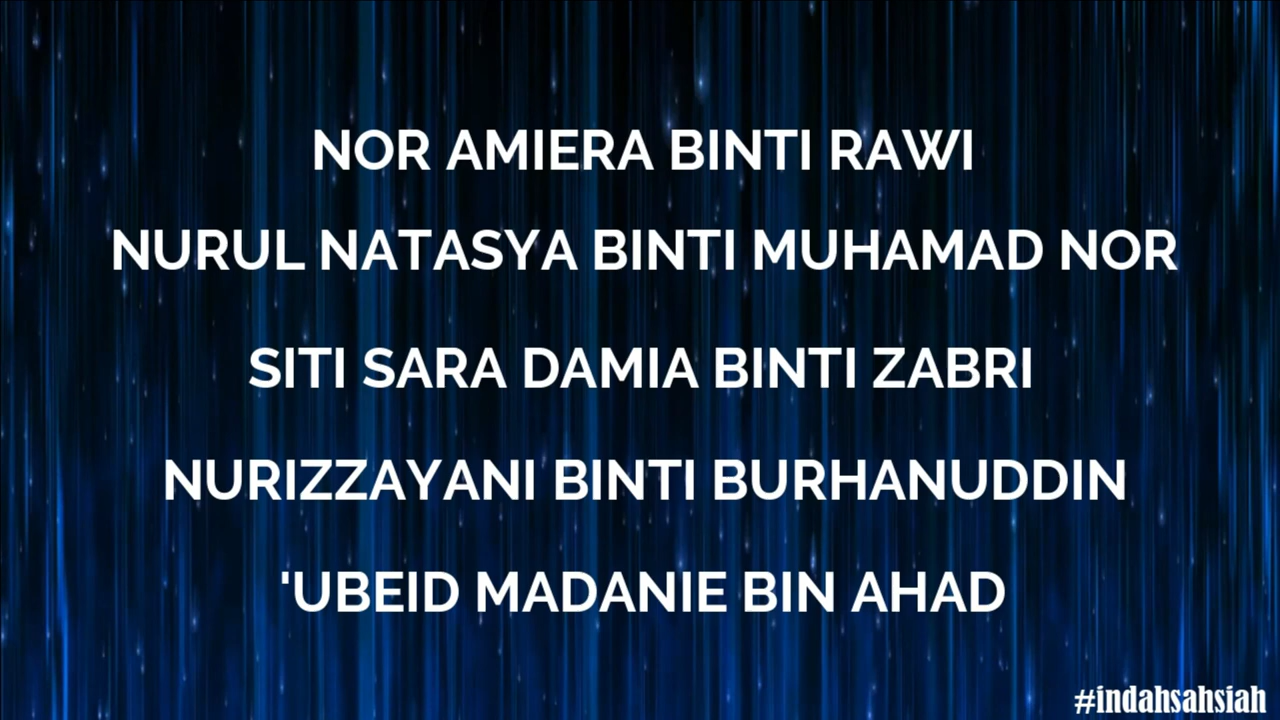 NOR AMIERA BINTI RAWI
NURUL NATASYA BINTI MUHAMAD NOR
SITI SARA DAMIA BINTI ZABRI
NURIZZAYANI BINTI BURHANUDDIN
'UBEID MADANIE BIN AHAD
#indahsahsiah